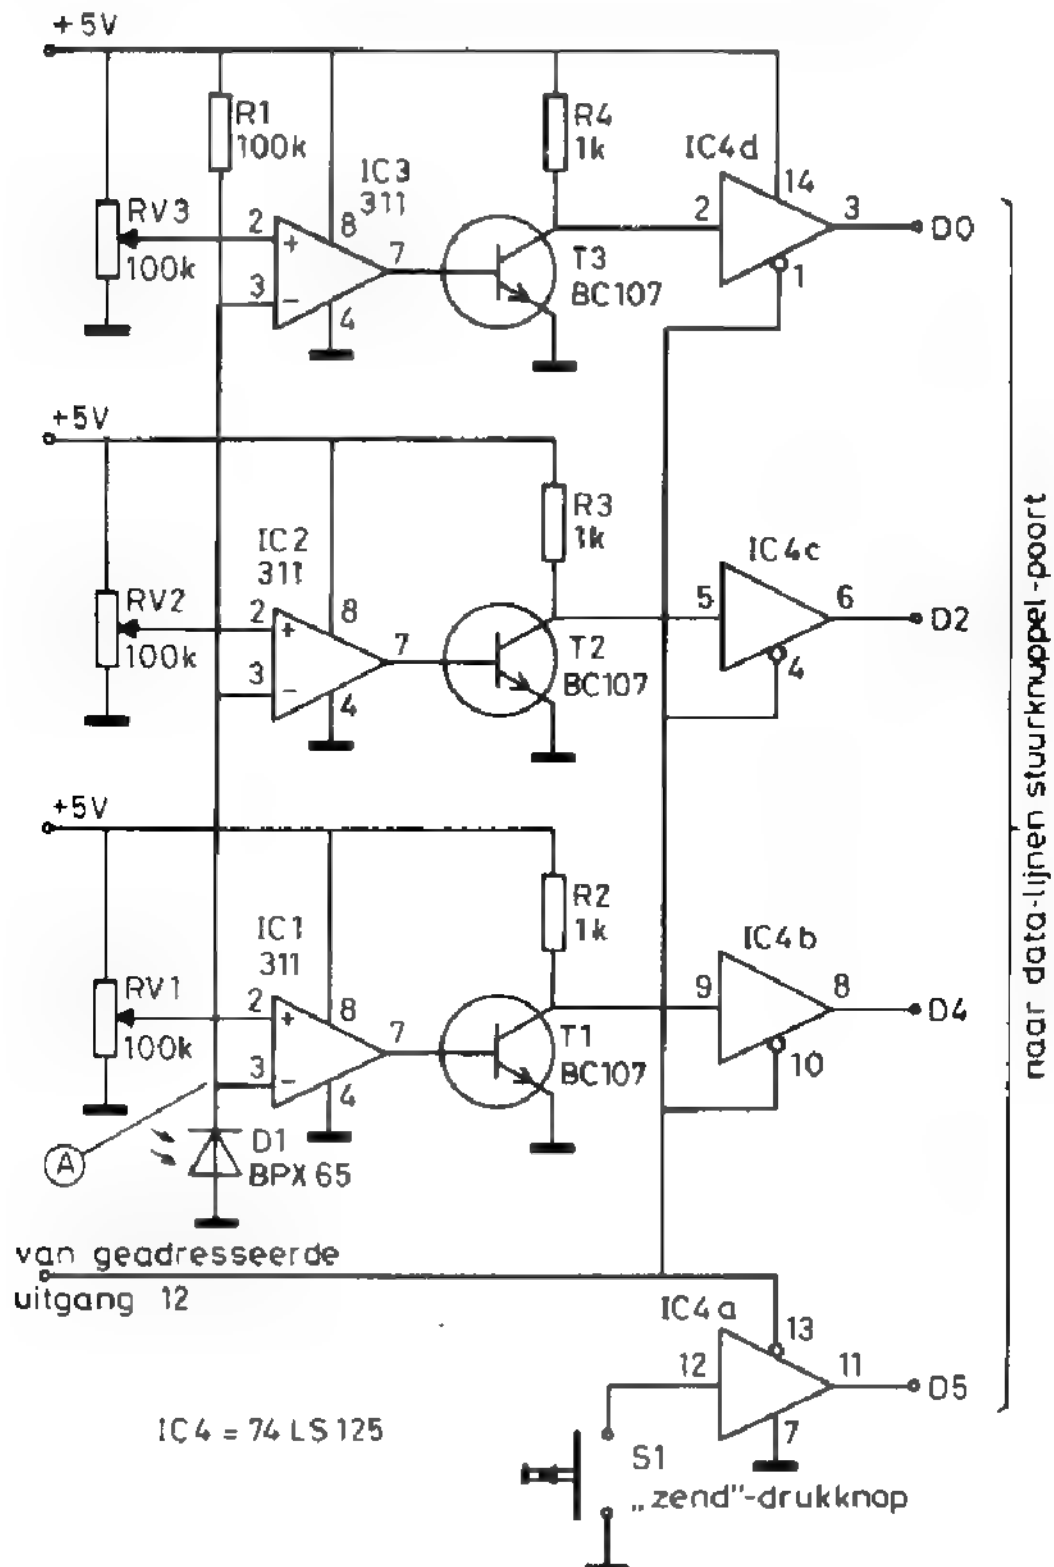 +5V
R1
100k
R4
1k
IC4d
14
IC3
311
RV3
100k
2
+
8
3
−
4
7
T3
BC107
2
3
D0
1
+5V
R3
1k
IC4c
IC2
311
RV2
100k
2
+
8
3
−
4
7
T2
BC107
5
6
D2
4
+5V
R2
1k
IC4b
IC1
311
RV1
100k
2
+
8
3
−
4
7
T1
BC107
9
8
D4
10
A
D1
BPX65
van geadresseerde
uitgang 12
IC4a
13
12
11
D5
7
IC4 = 74LS125
S1
„zend”-drukknop
naar data-lijnen stuurknuppel-poort